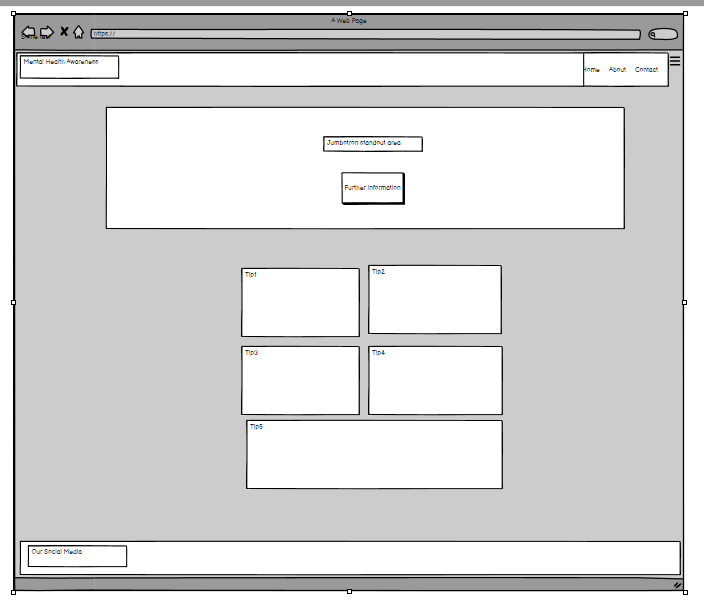 A Web Page
https://
Mental Health Awareness
Home About Contact
Jumbotron standout area
Further Information
Tip1
Tip2
Tip3
Tip4
Tip5
Our Social Media